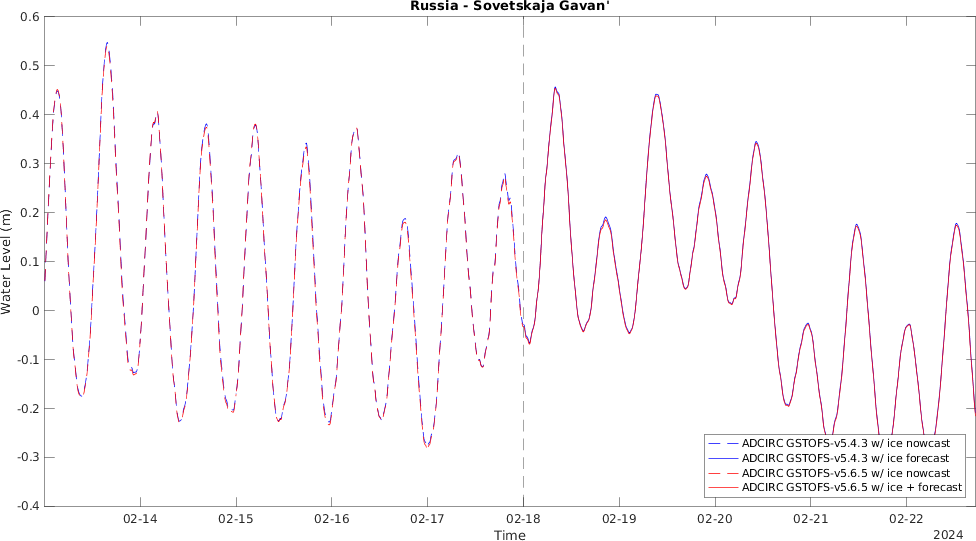 Russia - Sovetskaja Gavan'
0.6
0.5
0.4
0.3
0.2
0.1
0
-0.1
-0.2
-0.3
-0.4
Water Level (m)
ADCIRC GSTOFS-v5.4.3 w/ ice nowcast
ADCIRC GSTOFS-v5.4.3 w/ ice forecast
ADCIRC GSTOFS-v5.6.5 w/ ice nowcast
ADCIRC GSTOFS-v5.6.5 w/ ice + forecast
02-14 02-15 02-16 02-17 02-18 02-19 02-20 02-21 02-22
Time
2024